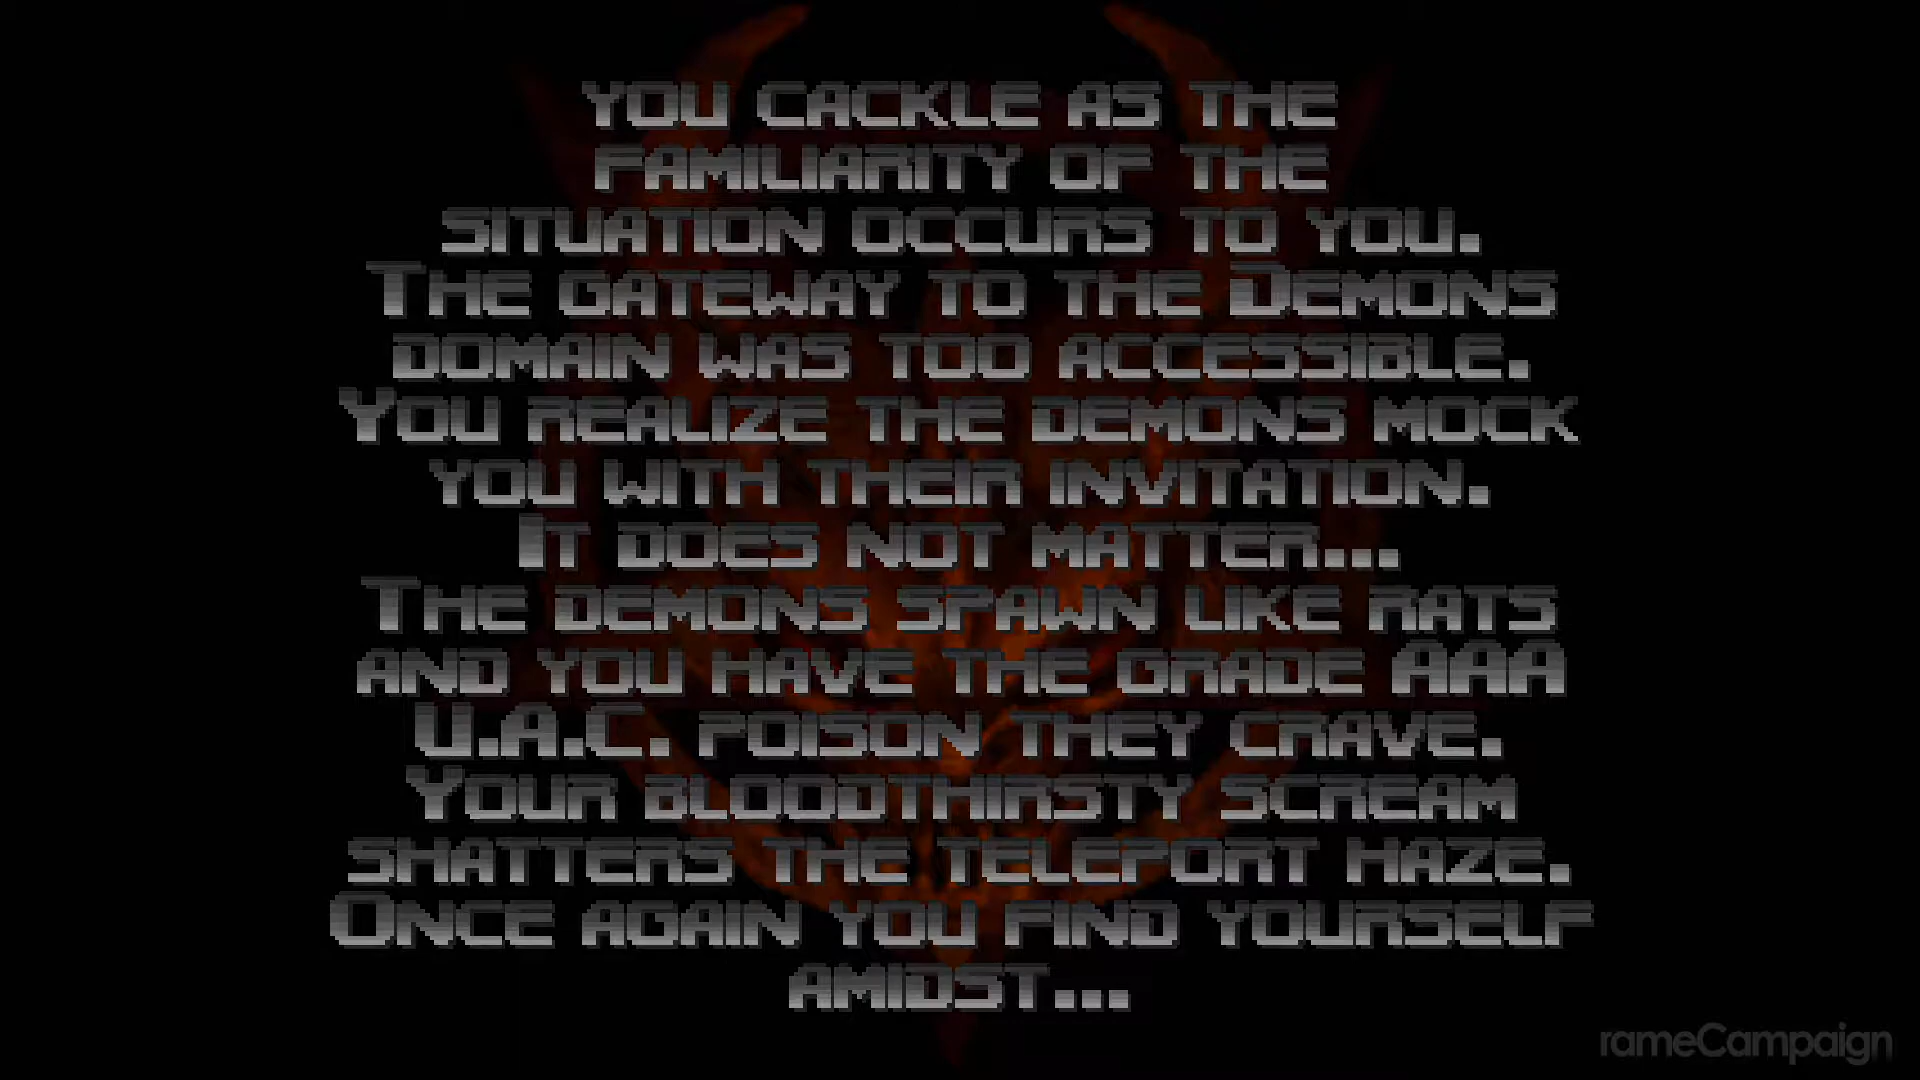 you cackle as the
familiarity of the
situation occurs to you.
The gateway to the Demons
domain was too accessible.
You realize the demons mock
you with their invitation.
It does not matter...
The demons spawn like rats
and you have the grade AAA
U.A.C. poison they crave.
Your bloodthirsty scream
shatters the teleport haze.
Once again you find yourself
amidst...
rameCampaign